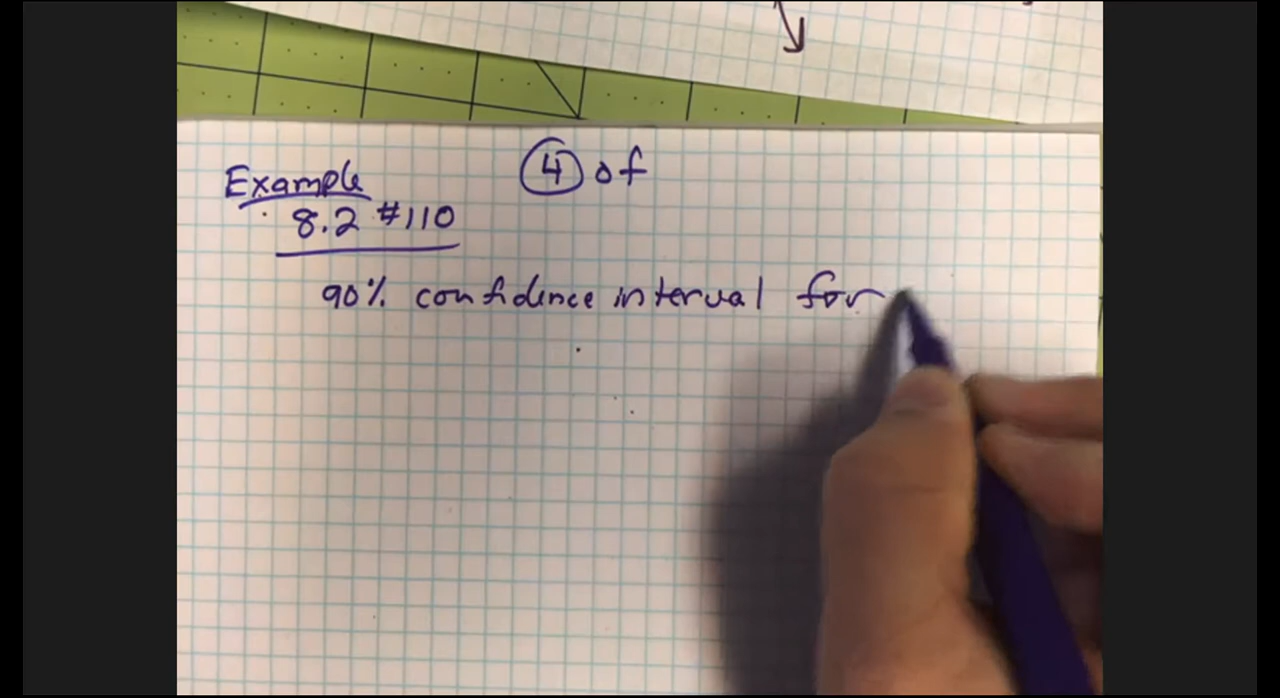 Example
④ of
8.2 #110
90% confidence interval for